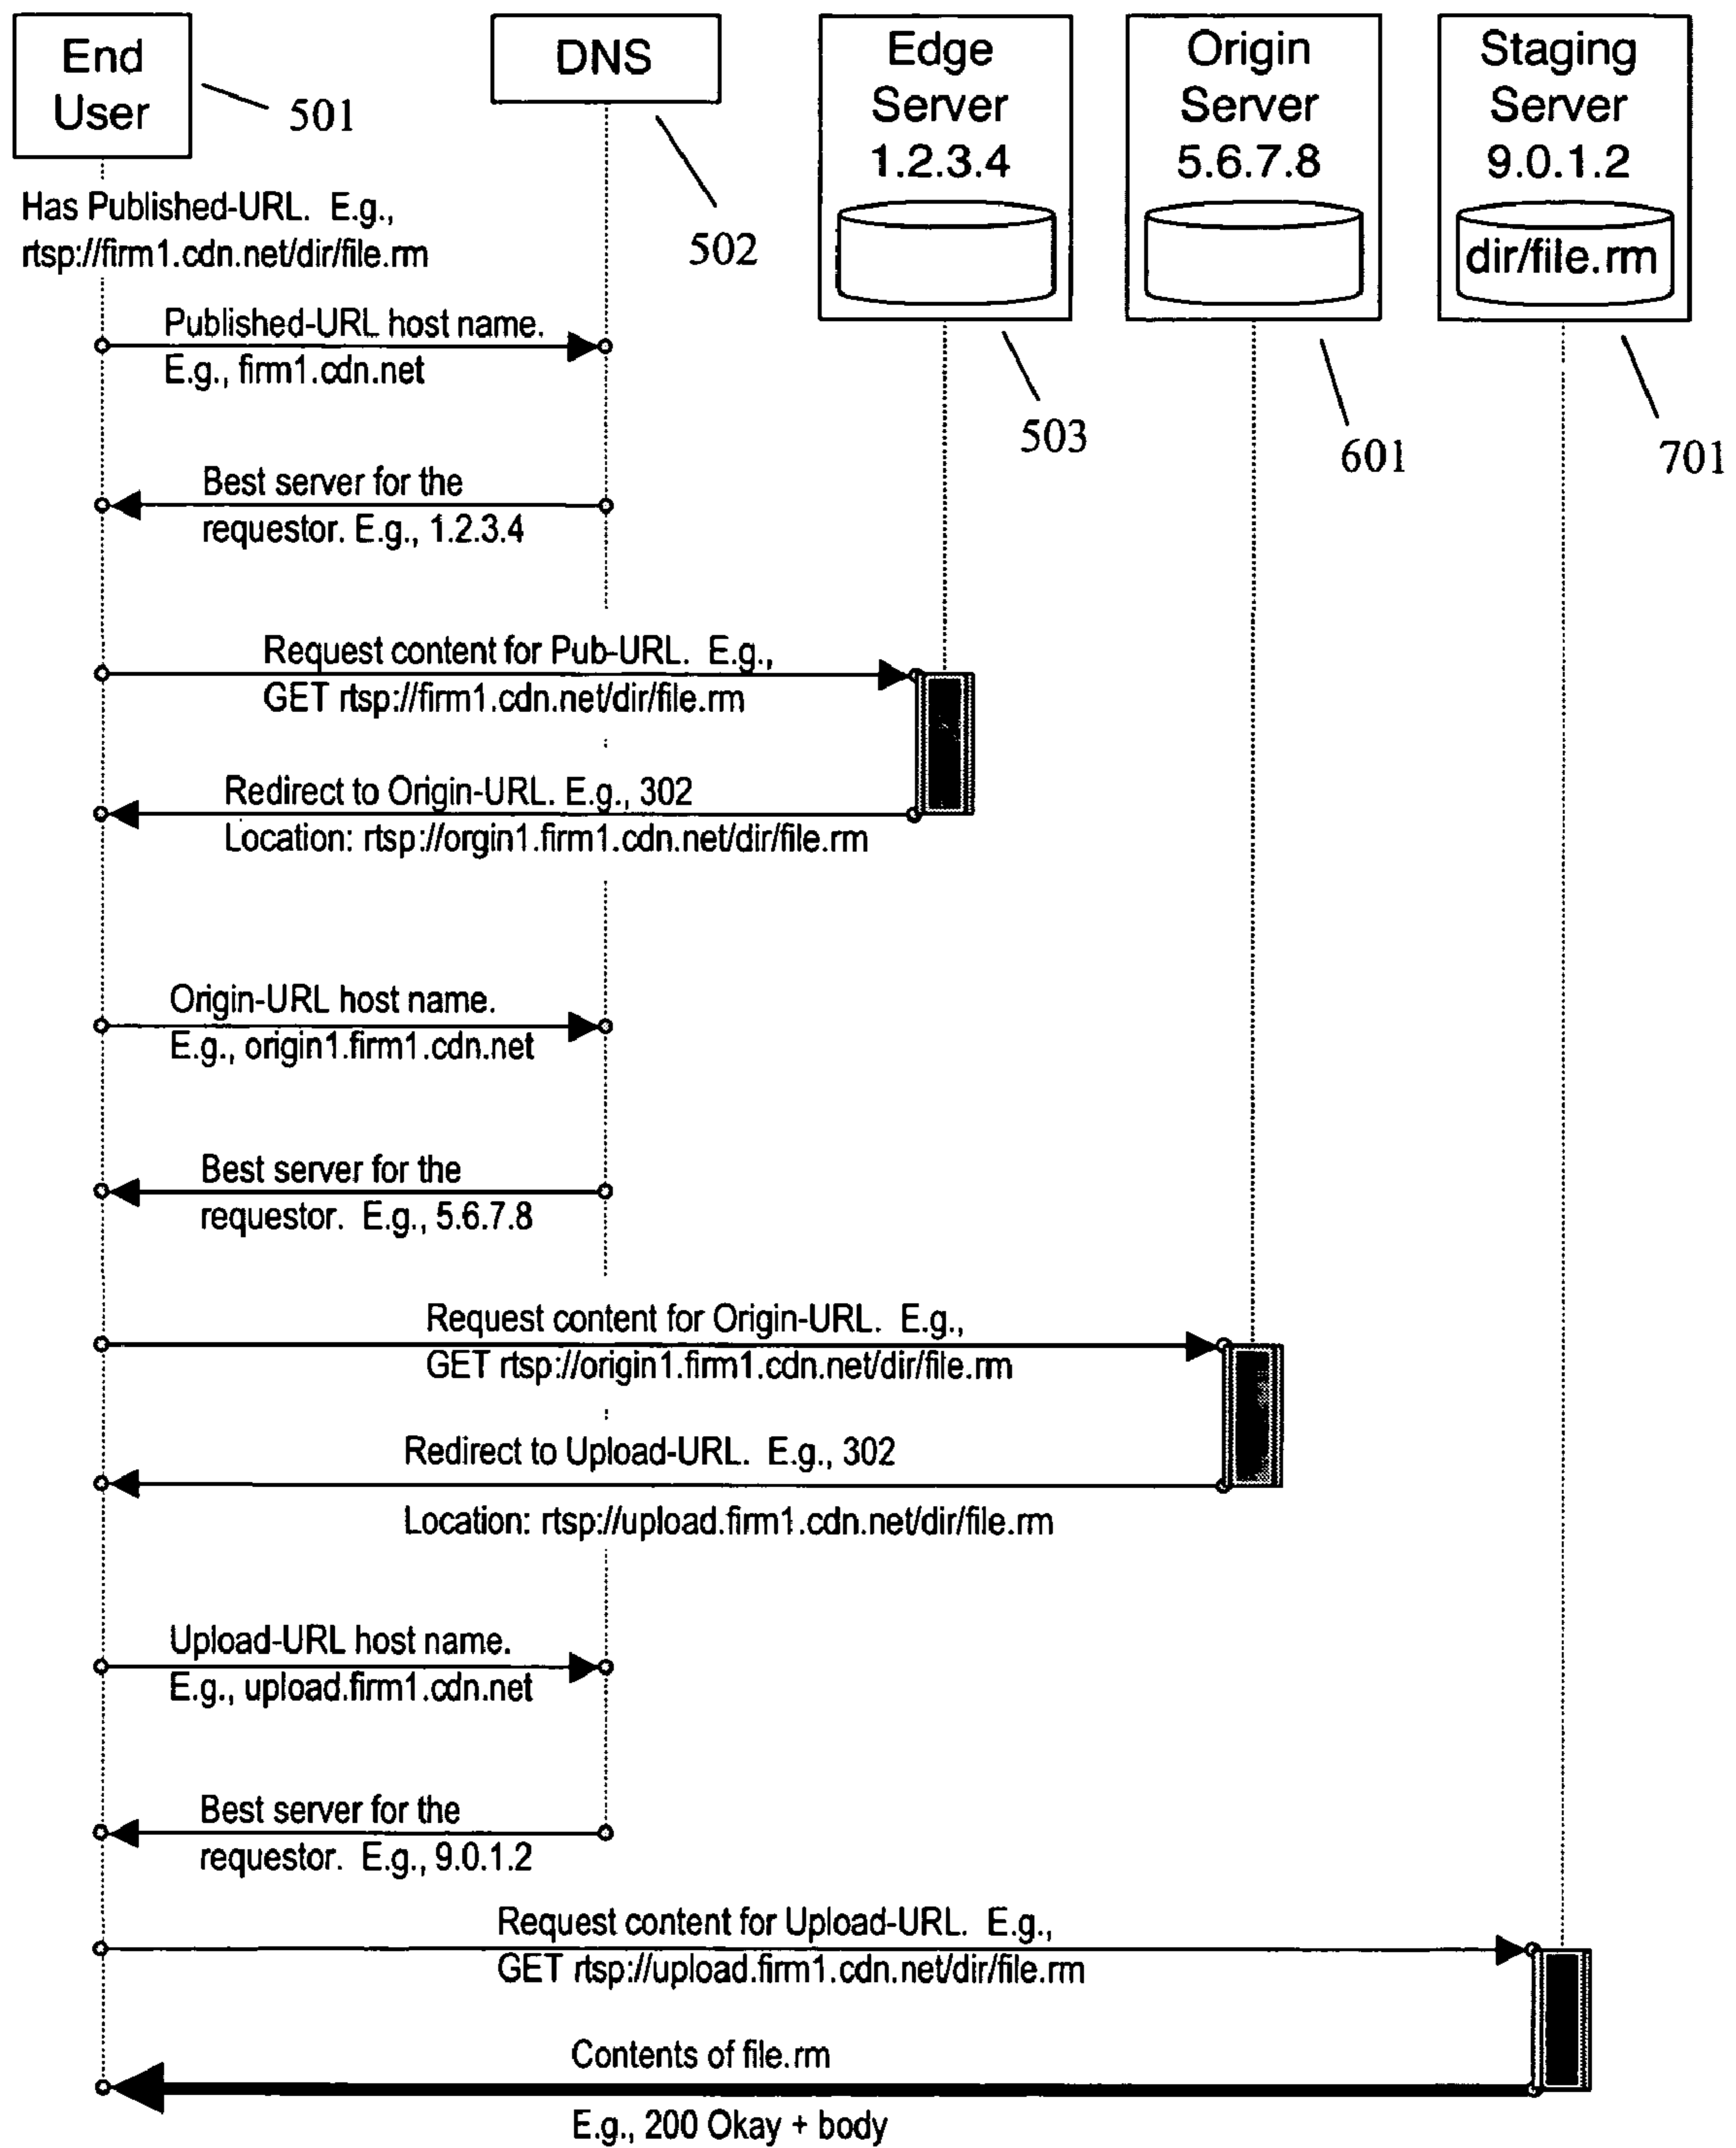 End
User
501
DNS
502
Edge
Server
1.2.3.4
503
Origin
Server
5.6.7.8
601
Staging
Server
9.0.1.2
dir/file.rm
701
Has Published-URL. E.g.,
rtsp://firm1.cdn.net/dir/file.rm
Published-URL host name.
E.g., firm1.cdn.net
Best server for the
requestor. E.g., 1.2.3.4
Request content for Pub-URL. E.g.,
GET rtsp://firm1.cdn.net/dir/file.rm
Redirect to Origin-URL. E.g., 302
Location: rtsp://orgin1.firm1.cdn.net/dir/file.rm
Origin-URL host name.
E.g., origin1.firm1.cdn.net
Best server for the
requestor. E.g., 5.6.7.8
Request content for Origin-URL. E.g.,
GET rtsp://origin1.firm1.cdn.net/dir/file.rm
Redirect to Upload-URL. E.g., 302
Location: rtsp://upload.firm1.cdn.net/dir/file.rm
Upload-URL host name.
E.g., upload.firm1.cdn.net
Best server for the
requestor. E.g., 9.0.1.2
Request content for Upload-URL. E.g.,
GET rtsp://upload.firm1.cdn.net/dir/file.rm
Contents of file.rm
E.g., 200 Okay + body